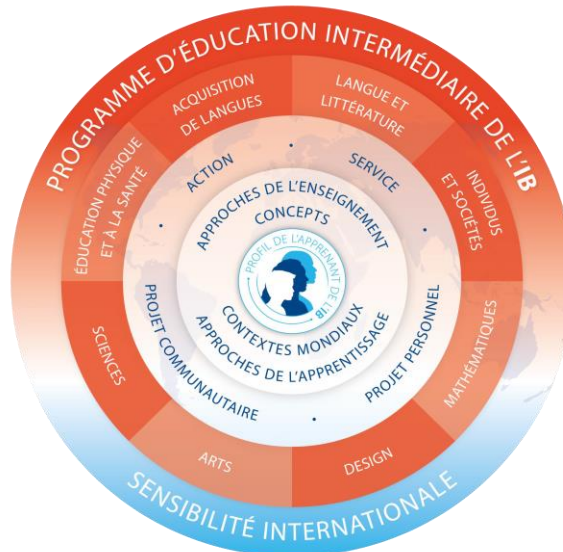 PROGRAMME D'ÉDUCATION INTERMÉDIAIRE DE L'IB
ACQUISITION
DE LANGUES
LANGUE ET
LITTÉRATURE
INDIVIDUS
ET SOCIÉTÉS
MATHÉMATIQUES
DESIGN
ARTS
SCIENCES
ÉDUCATION PHYSIQUE
ET À LA SANTÉ
ACTION
SERVICE
PROJET PERSONNEL
PROJET COMMUNAUTAIRE
APPROCHES DE L'ENSEIGNEMENT
CONCEPTS
PROFIL DE L'APPRENANT DE L'IB
CONTEXTES MONDIAUX
APPROCHES DE L'APPRENTISSAGE
SENSIBILITÉ INTERNATIONALE